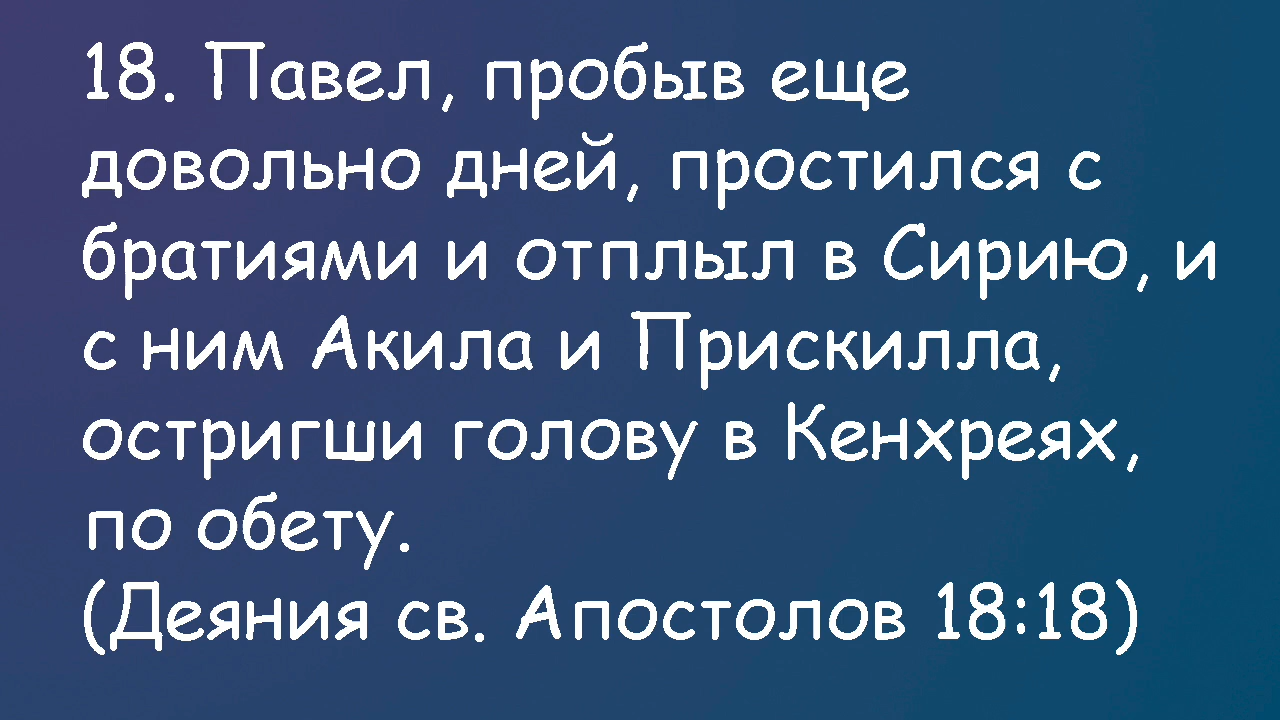 18. Павел, пробыв еще
довольно дней, простился с
братиями и отплыл в Сирию, и
с ним Акила и Прискилла,
остригши голову в Кенхреях,
по обету.
(Деяния св. Апостолов 18:18)